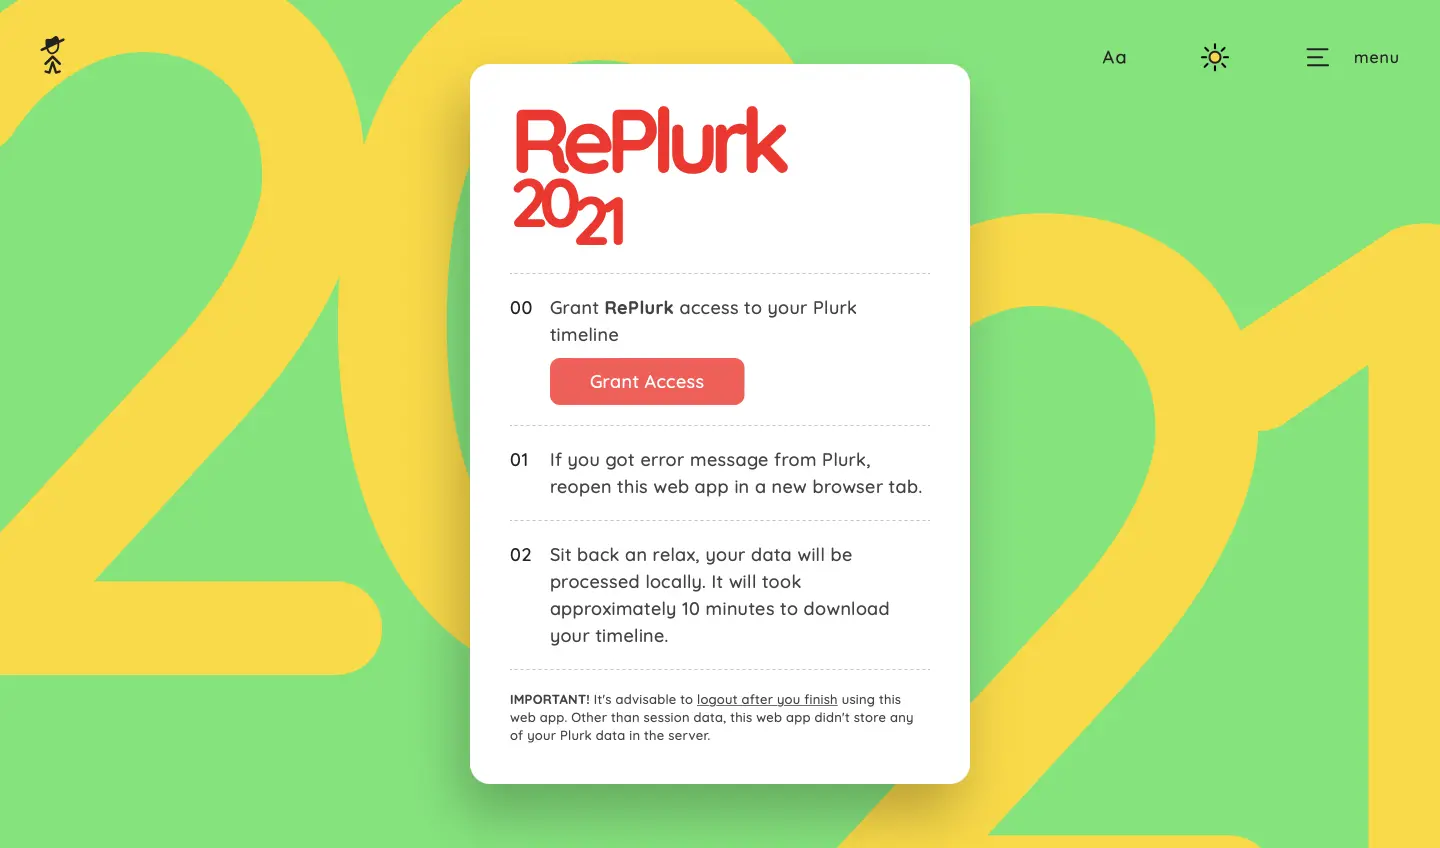 Aa
menu
RePlurk
2021
00 Grant RePlurk access to your Plurk
timeline
Grant Access
01 If you got error message from Plurk,
reopen this web app in a new browser tab.
02 Sit back an relax, your data will be
processed locally. It will took
approximately 10 minutes to download
your timeline.
IMPORTANT! It's advisable to logout after you finish using this
web app. Other than session data, this web app didn't store any
of your Plurk data in the server.
2021